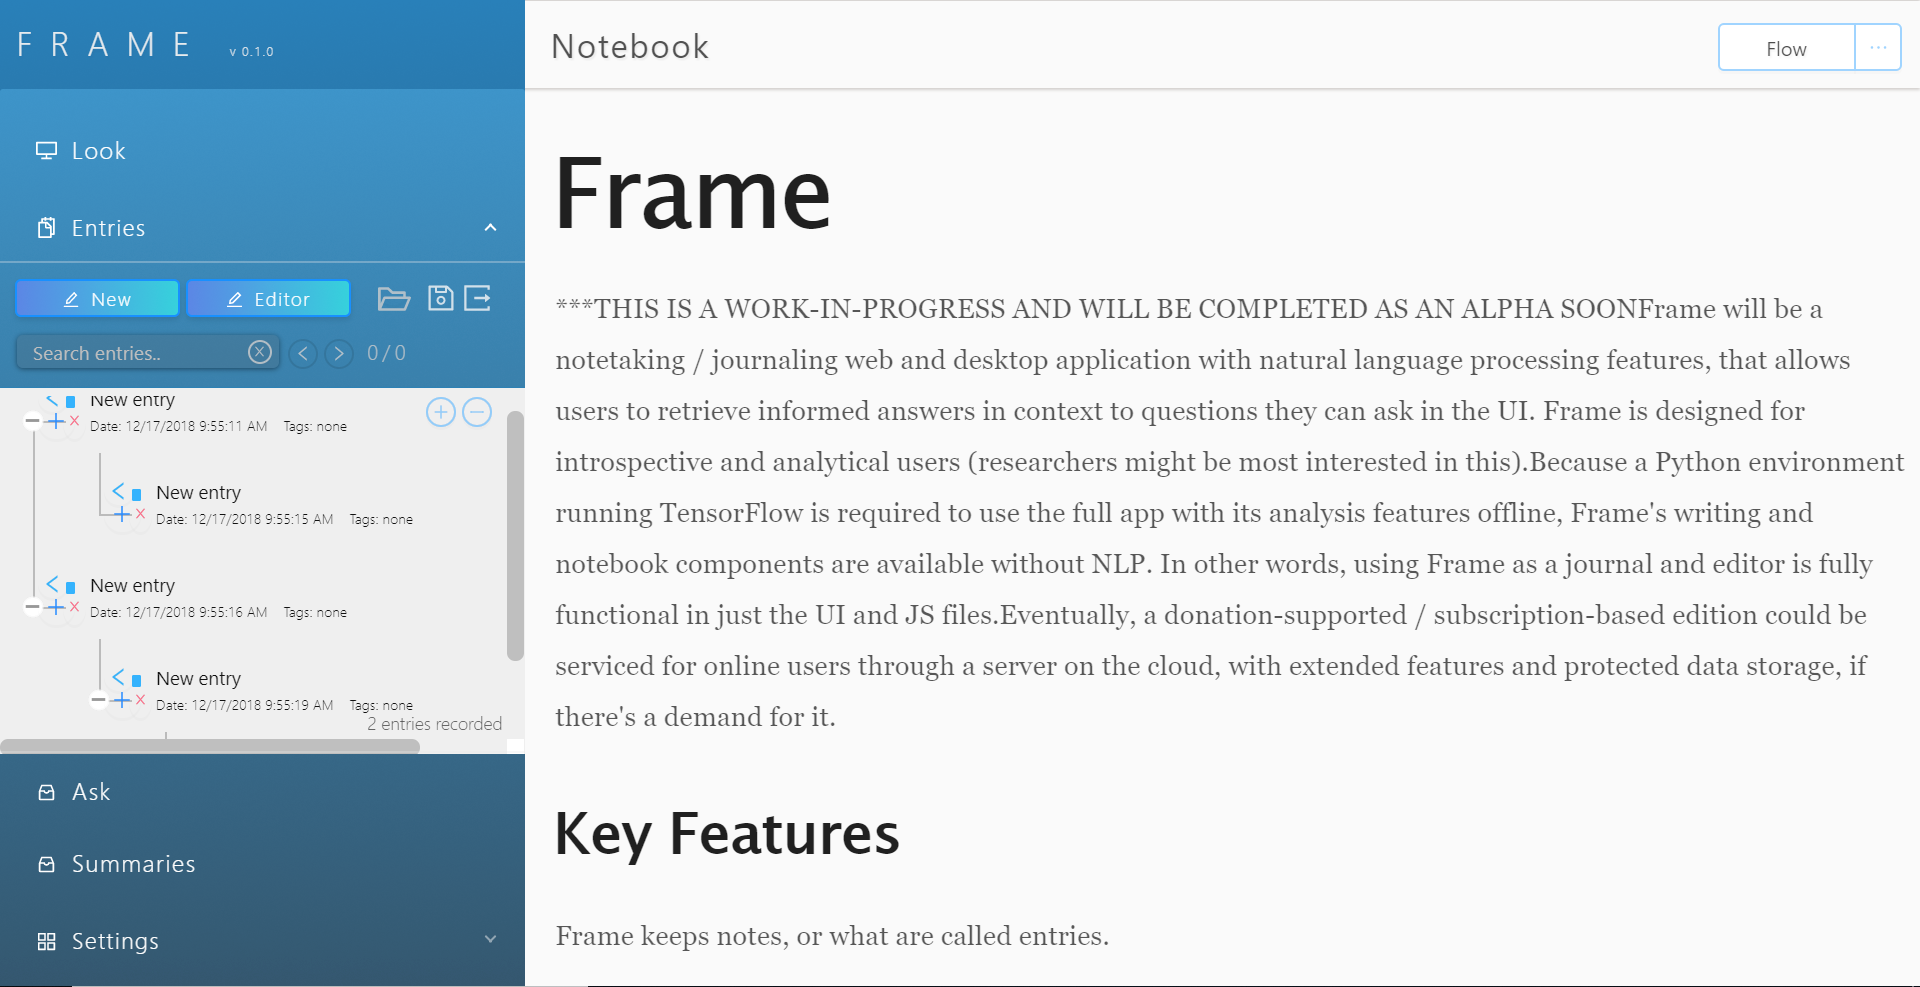 FRAME v 0.1.0
Look
Entries
New Editor
Search entries.. 0/0
New entry
Date: 12/17/2018 9:55:11 AM Tags: none
New entry
Date: 12/17/2018 9:55:15 AM Tags: none
New entry
Date: 12/17/2018 9:55:16 AM Tags: none
New entry
Date: 12/17/2018 9:55:19 AM Tags: none
2 entries recorded
Ask
Summaries
Settings
Notebook
Flow ...
Frame
***THIS IS A WORK-IN-PROGRESS AND WILL BE COMPLETED AS AN ALPHA SOONFrame will be a
notetaking / journaling web and desktop application with natural language processing features, that allows
users to retrieve informed answers in context to questions they can ask in the UI. Frame is designed for
introspective and analytical users (researchers might be most interested in this).Because a Python environment
running TensorFlow is required to use the full app with its analysis features offline, Frame's writing and
notebook components are available without NLP. In other words, using Frame as a journal and editor is fully
functional in just the UI and JS files.Eventually, a donation-supported / subscription-based edition could be
serviced for online users through a server on the cloud, with extended features and protected data storage, if
there's a demand for it.
Key Features
Frame keeps notes, or what are called entries.